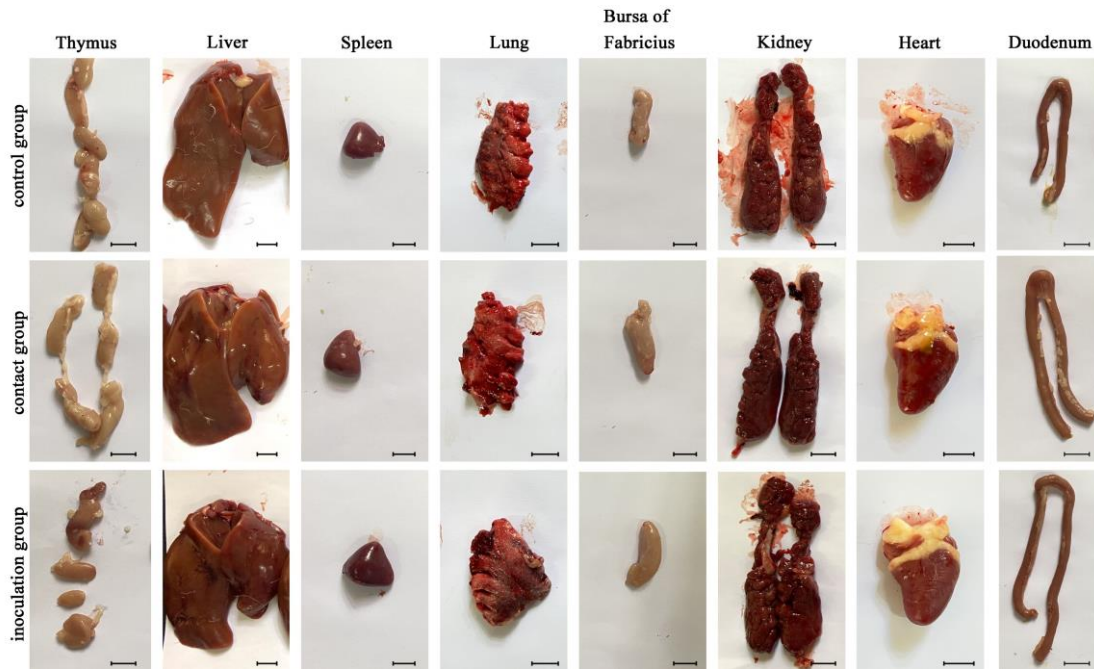 Thymus
Liver
Spleen
Lung
Bursa of
Fabricius
Kidney
Heart
Duodenum
control group
contact group
inoculation group